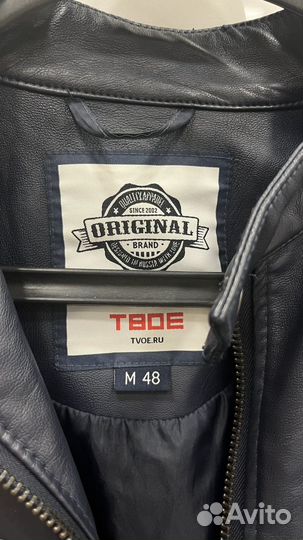 QUALITY APPAREL
SINCE 2002
ORIGINAL
BRAND
DESIGNED IN RUSSIA WITH LOVE
ТВОЕ
TVOE.RU
M 48
Avito